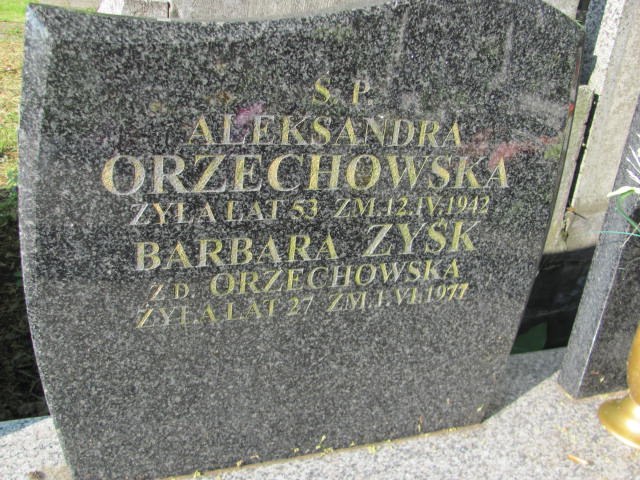 Ś. P.
ALEKSANDRA
ORZECHOWSKA
ŻYŁA LAT 53 ZM. 12.IV.1942
BARBARA ZYSK
Z D. ORZECHOWSKA
ŻYŁA LAT 27 ZM. 1.VI.1977